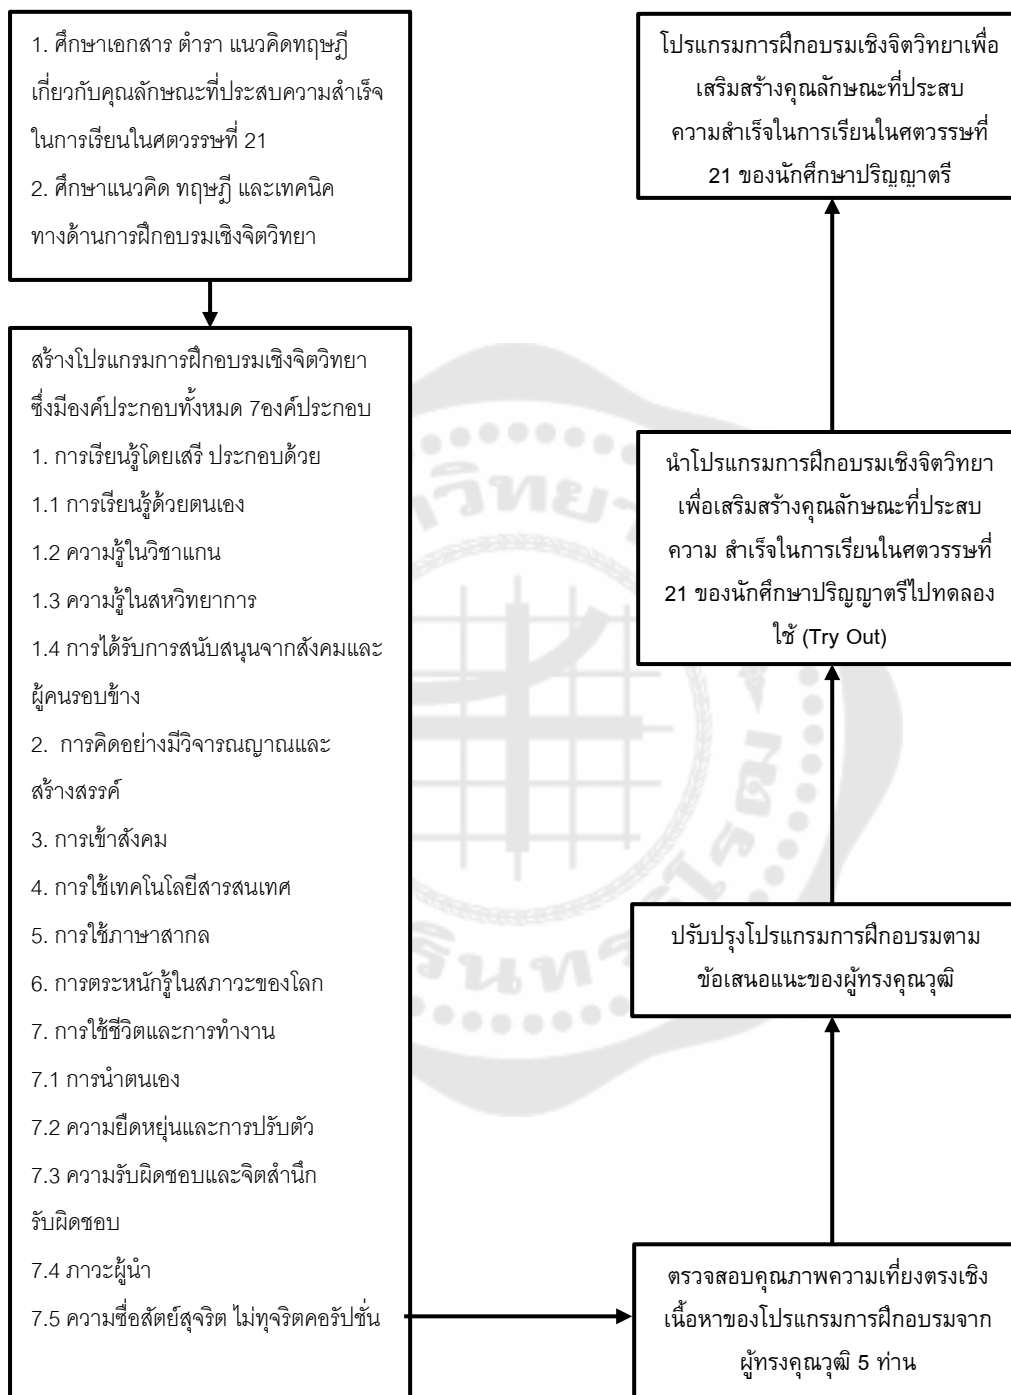 1. ศึกษาเอกสาร ตำรา แนวคิดทฤษฎี
เกี่ยวกับคุณลักษณะที่ประสบความสำเร็จ
ในการเรียนในศตวรรษที่ 21
2. ศึกษาแนวคิด ทฤษฎี และเทคนิค
ทางด้านการฝึกอบรมเชิงจิตวิทยา
สร้างโปรแกรมการฝึกอบรมเชิงจิตวิทยา
ซึ่งมีองค์ประกอบทั้งหมด 7องค์ประกอบ
1. การเรียนรู้โดยเสรี ประกอบด้วย
1.1 การเรียนรู้ด้วยตนเอง
1.2 ความรู้ในวิชาแกน
1.3 ความรู้ในสหวิทยาการ
1.4 การได้รับการสนับสนุนจากสังคมและ
ผู้คนรอบข้าง
2. การคิดอย่างมีวิจารณญาณและ
สร้างสรรค์
3. การเข้าสังคม
4. การใช้เทคโนโลยีสารสนเทศ
5. การใช้ภาษาสากล
6. การตระหนักรู้ในสภาวะของโลก
7. การใช้ชีวิตและการทำงาน
7.1 การนำตนเอง
7.2 ความยืดหยุ่นและการปรับตัว
7.3 ความรับผิดชอบและจิตสำนึก
รับผิดชอบ
7.4 ภาวะผู้นำ
7.5 ความซื่อสัตย์สุจริต ไม่ทุจริตคอรัปชั่น
ตรวจสอบคุณภาพความเที่ยงตรงเชิง
เนื้อหาของโปรแกรมการฝึกอบรมจาก
ผู้ทรงคุณวุฒิ 5 ท่าน
ปรับปรุงโปรแกรมการฝึกอบรมตาม
ข้อเสนอแนะของผู้ทรงคุณวุฒิ
นำโปรแกรมการฝึกอบรมเชิงจิตวิทยา
เพื่อเสริมสร้างคุณลักษณะที่ประสบ
ความ สำเร็จในการเรียนในศตวรรษที่
21 ของนักศึกษาปริญญาตรีไปทดลอง
ใช้ (Try Out)
โปรแกรมการฝึกอบรมเชิงจิตวิทยาเพื่อ
เสริมสร้างคุณลักษณะที่ประสบ
ความสำเร็จในการเรียนในศตวรรษที่
21 ของนักศึกษาปริญญาตรี